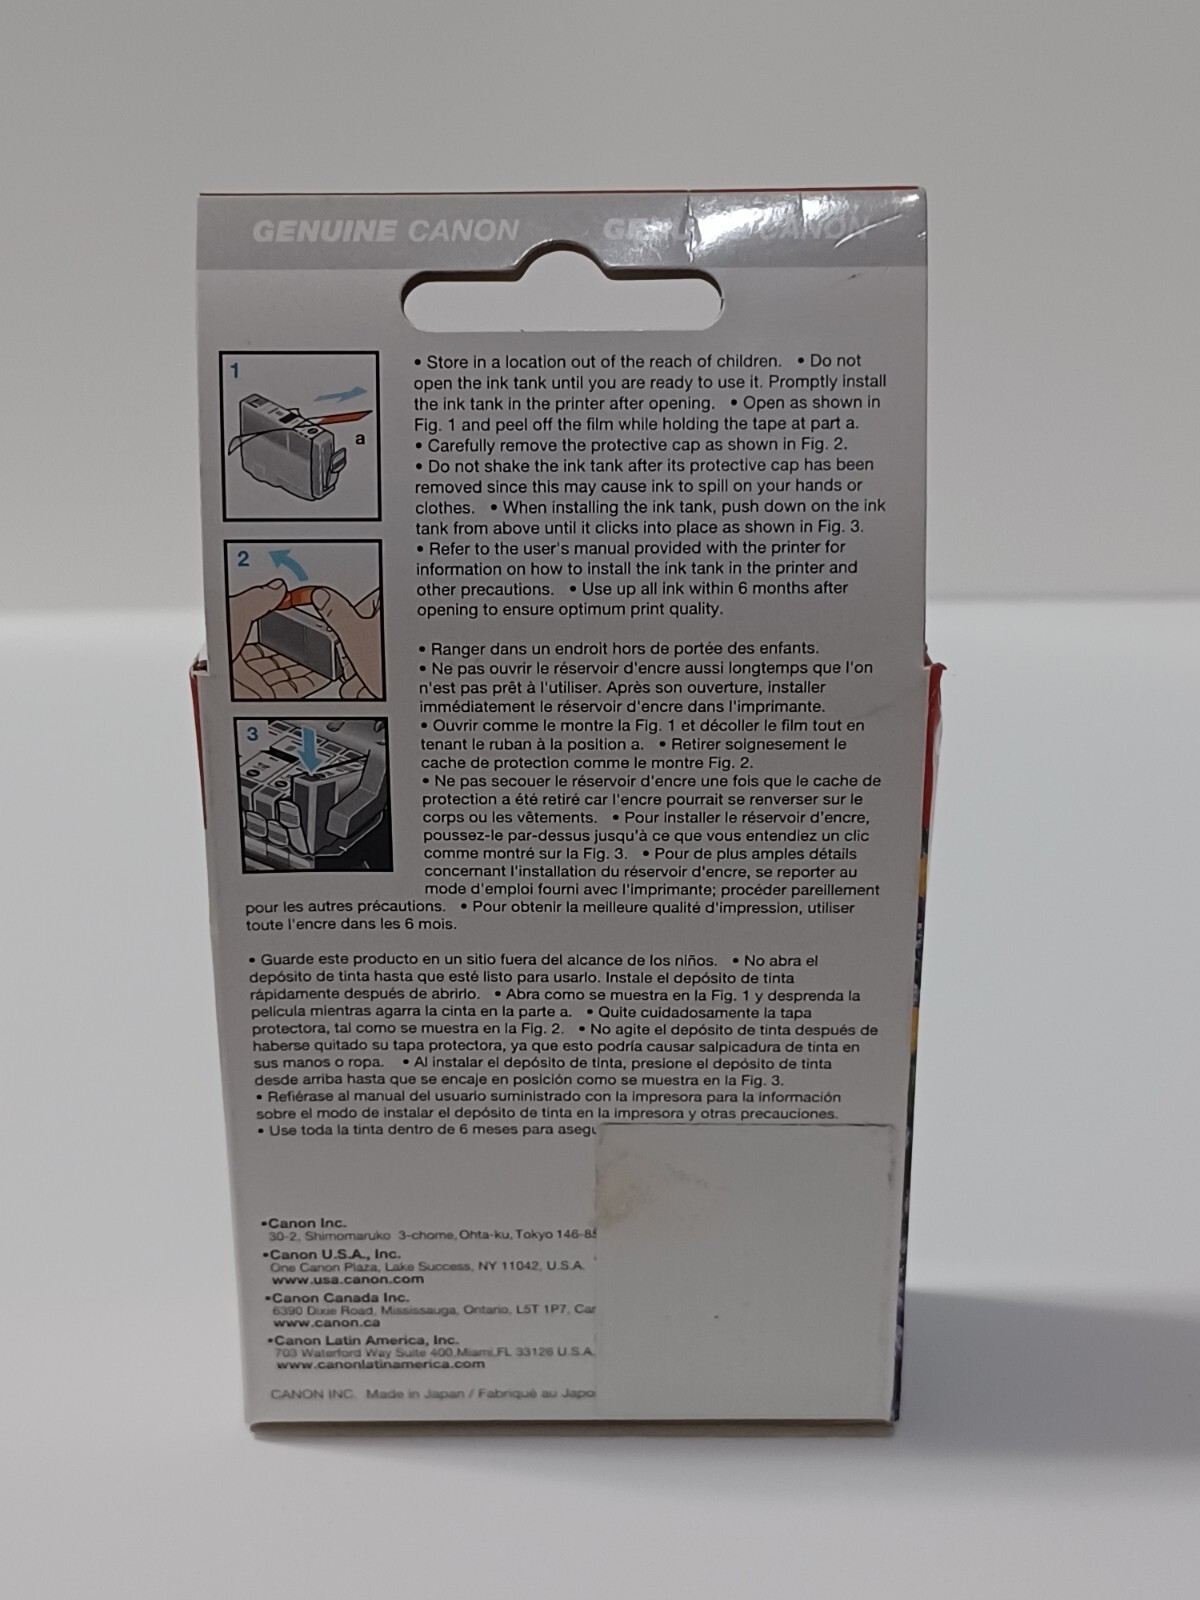 GENUINE CANON
CANON
1
a
2
3
• Store in a location out of the reach of children. • Do not
open the ink tank until you are ready to use it. Promptly install
the ink tank in the printer after opening. • Open as shown in
Fig. 1 and peel off the film while holding the tape at part a.
• Carefully remove the protective cap as shown in Fig. 2.
• Do not shake the ink tank after its protective cap has been
removed since this may cause ink to spill on your hands or
clothes. • When installing the ink tank, push down on the ink
tank from above until it clicks into place as shown in Fig. 3.
• Refer to the user's manual provided with the printer for
information on how to install the ink tank in the printer and
other precautions. • Use up all ink within 6 months after
opening to ensure optimum print quality.
• Ranger dans un endroit hors de portée des enfants.
• Ne pas ouvrir le réservoir d'encre aussi longtemps que l'on
n'est pas prêt à l'utiliser. Après son ouverture, installer
immédiatement le réservoir d'encre dans l'imprimante.
• Ouvrir comme le montre la Fig. 1 et décoller le film tout en
tenant le ruban à la position a. • Retirer soignesement le
cache de protection comme le montre Fig. 2.
• Ne pas secouer le réservoir d'encre une fois que le cache de
protection a été retiré car l'encre pourrait se renverser sur le
corps ou les vêtements. • Pour installer le réservoir d'encre,
poussez-le par-dessus jusqu'à ce que vous entendiez un clic
comme montré sur la Fig. 3. • Pour de plus amples détails
concernant l'installation du réservoir d'encre, se reporter au
mode d'emploi fourni avec l'imprimante; procéder pareillement
pour les autres précautions. • Pour obtenir la meilleure qualité d'impression, utiliser
toute l'encre dans les 6 mois.
• Guarde este producto en un sitio fuera del alcance de los niños. • No abra el
depósito de tinta hasta que esté listo para usarlo. Instale el depósito de tinta
rápidamente después de abrirlo. • Abra como se muestra en la Fig. 1 y desprenda la
película mientras agarra la cinta en la parte a. • Quite cuidadosamente la tapa
protectora, tal como se muestra en la Fig. 2. • No agite el depósito de tinta después de
haberse quitado su tapa protectora, ya que esto podría causar salpicadura de tinta en
sus manos o ropa. • Al instalar el depósito de tinta, presione el depósito de tinta
desde arriba hasta que se encaje en posición como se muestra en la Fig. 3.
• Refiérase al manual del usuario suministrado con la impresora para la información
sobre el modo de instalar el depósito de tinta en la impresora y otras precauciones.
• Use toda la tinta dentro de 6 meses para asegu
▪Canon Inc.
30-2, Shimomaruko 3-chome, Ohta-ku, Tokyo 146-85
▪Canon U.S.A., Inc.
One Canon Plaza, Lake Success, NY 11042, U.S.A.
www.usa.canon.com
▪Canon Canada Inc.
6390 Dixie Road, Mississauga, Ontario, L5T 1P7, Can
www.canon.ca
▪Canon Latin America, Inc.
703 Waterford Way Suite 400, Miami, FL 33126 U.S.A.
www.canonlatinamerica.com
CANON INC. Made in Japan / Fabriqué au Japo